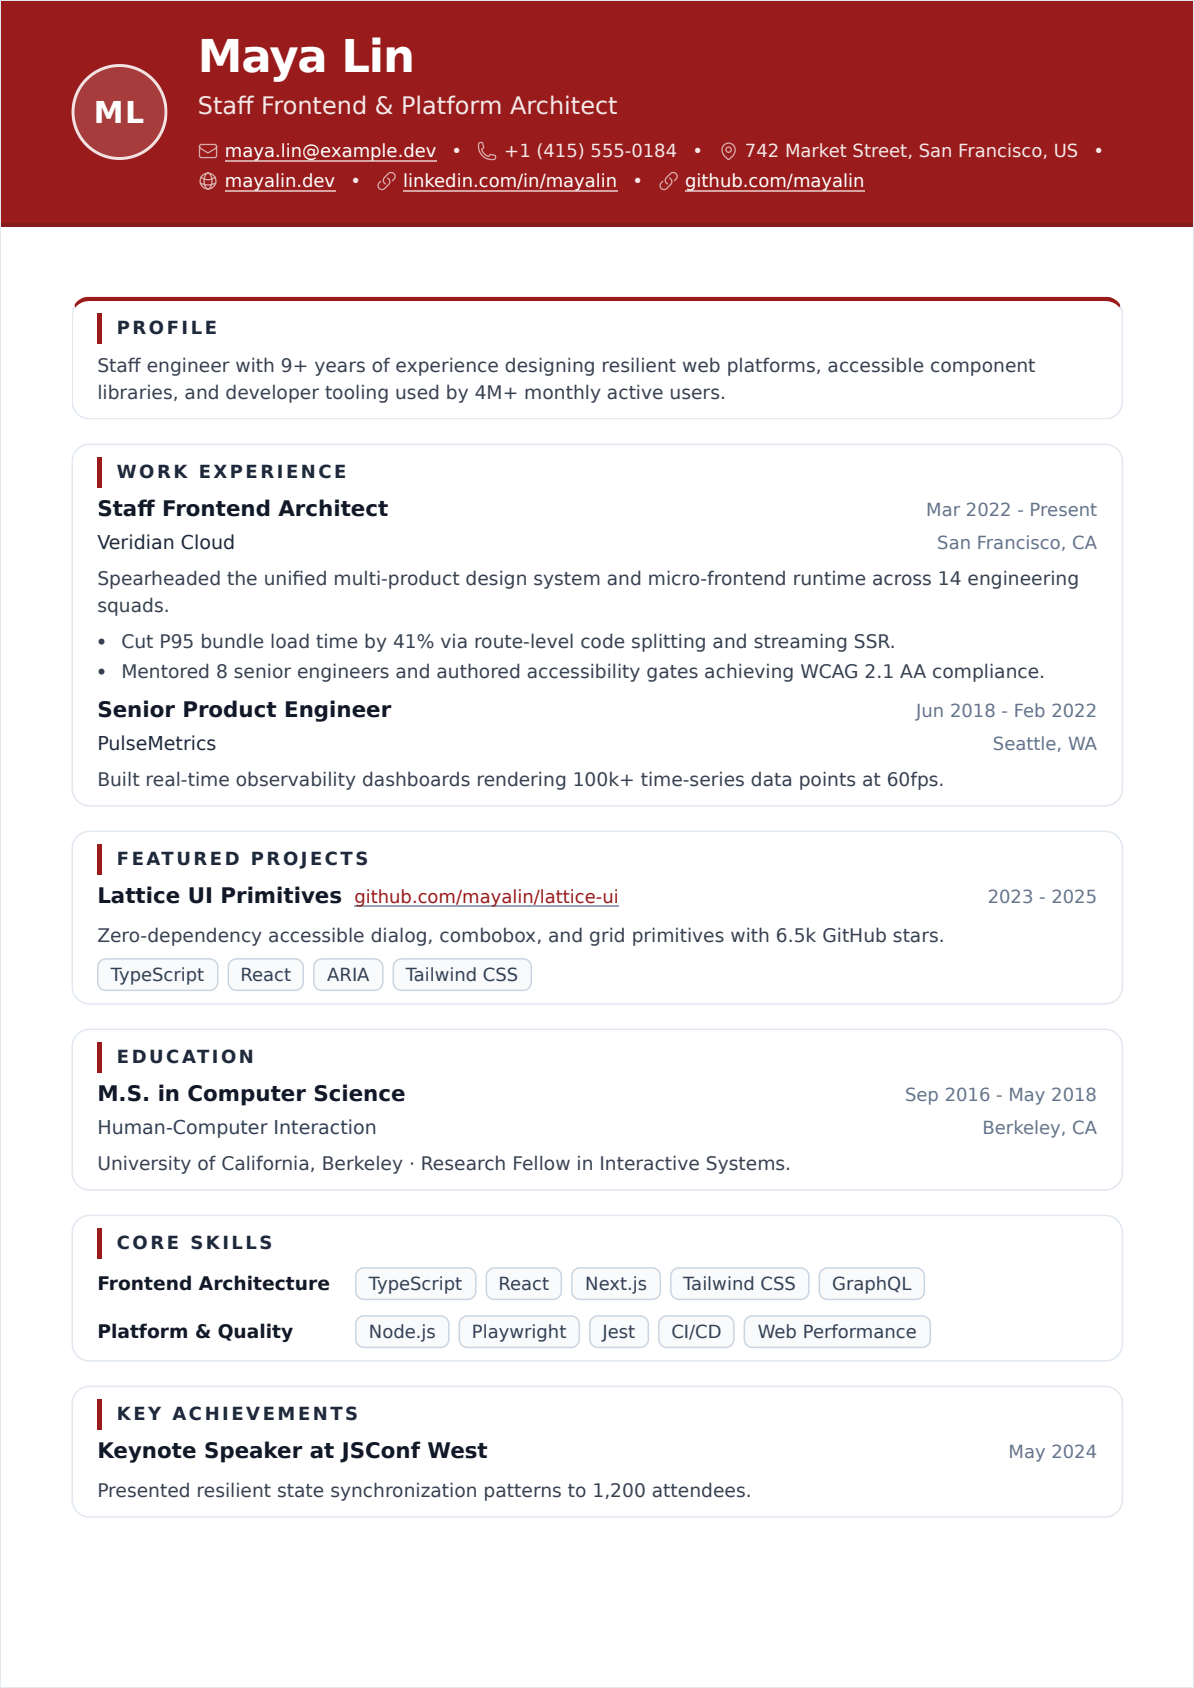 ML
Maya Lin
Staff Frontend & Platform Architect
maya.lin@example.dev • +1 (415) 555-0184 • 742 Market Street, San Francisco, US •
mayalin.dev • linkedin.com/in/mayalin • github.com/mayalin
PROFILE
Staff engineer with 9+ years of experience designing resilient web platforms, accessible component
libraries, and developer tooling used by 4M+ monthly active users.
WORK EXPERIENCE
Staff Frontend Architect Mar 2022 - Present
Veridian Cloud San Francisco, CA
Spearheaded the unified multi-product design system and micro-frontend runtime across 14 engineering
squads.
• Cut P95 bundle load time by 41% via route-level code splitting and streaming SSR.
• Mentored 8 senior engineers and authored accessibility gates achieving WCAG 2.1 AA compliance.
Senior Product Engineer Jun 2018 - Feb 2022
PulseMetrics Seattle, WA
Built real-time observability dashboards rendering 100k+ time-series data points at 60fps.
FEATURED PROJECTS
Lattice UI Primitives github.com/mayalin/lattice-ui 2023 - 2025
Zero-dependency accessible dialog, combobox, and grid primitives with 6.5k GitHub stars.
TypeScript React ARIA Tailwind CSS
EDUCATION
M.S. in Computer Science Sep 2016 - May 2018
Human-Computer Interaction Berkeley, CA
University of California, Berkeley · Research Fellow in Interactive Systems.
CORE SKILLS
Frontend Architecture TypeScript React Next.js Tailwind CSS GraphQL
Platform & Quality Node.js Playwright Jest CI/CD Web Performance
KEY ACHIEVEMENTS
Keynote Speaker at JSConf West May 2024
Presented resilient state synchronization patterns to 1,200 attendees.